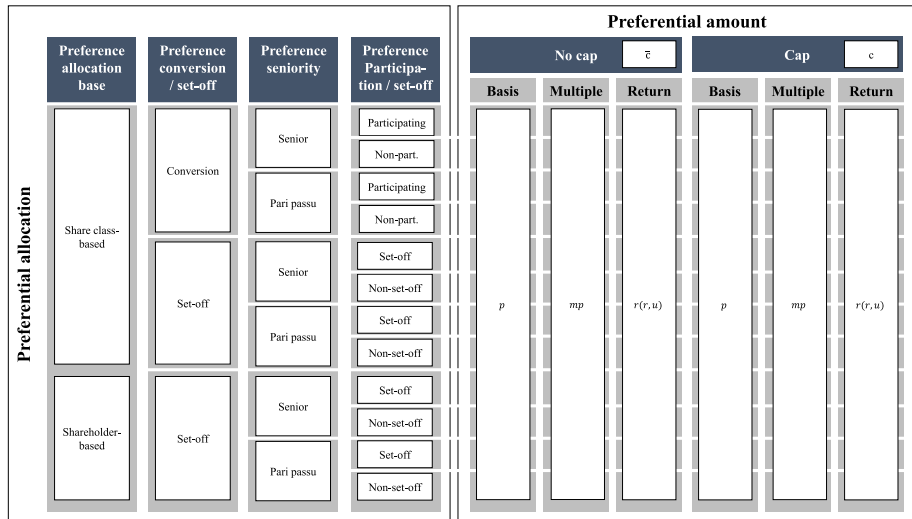 Preferential allocation
Preference
allocation
base
Preference
conversion
/ set-off
Preference
seniority
Preference
Participa-
tion / set-off
Share class-
based
Conversion
Senior
Participating
Non-part.
Pari passu
Participating
Non-part.
Set-off
Senior
Set-off
Non-set-off
Pari passu
Set-off
Non-set-off
Shareholder-
based
Set-off
Senior
Set-off
Non-set-off
Pari passu
Set-off
Non-set-off
Preferential amount
No cap c̅
Cap c
Basis Multiple Return Basis Multiple Return
p mp r(r, u) p mp r(r, u)